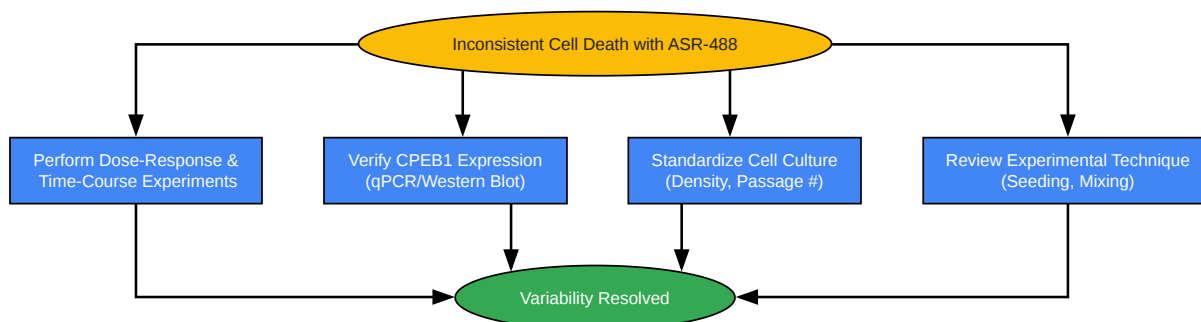 Inconsistent Cell Death with ASR-488
Perform Dose-Response &
Time-Course Experiments
Verify CPEB1 Expression
(qPCR/Western Blot)
Standardize Cell Culture
(Density, Passage #)
Review Experimental Technique
(Seeding, Mixing)
Variability Resolved